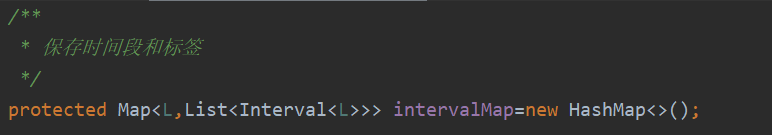 /**
 * 保存时间段和标签
 */
protected Map<L,List<Interval<L>>> intervalMap=new HashMap<>();